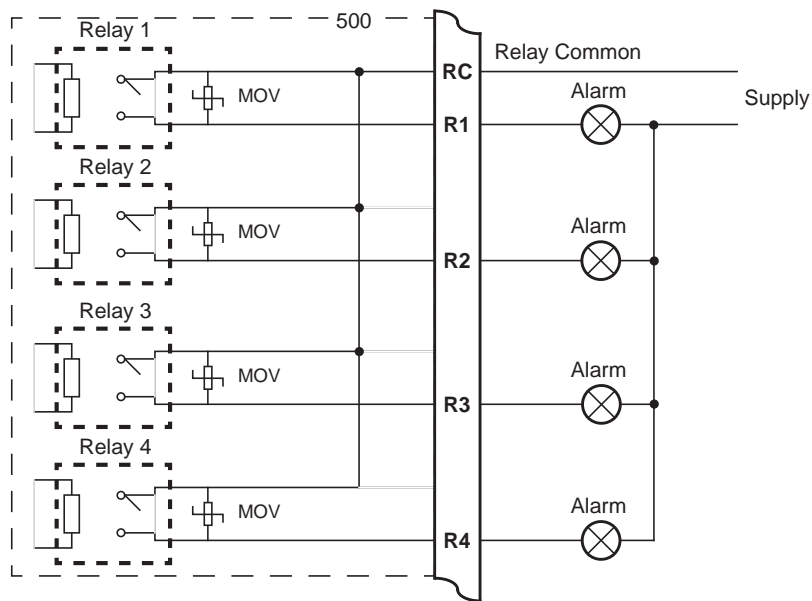 Relay 1
500
RC
Relay Common
MOV
Alarm
Supply
R1
Relay 2
MOV
Alarm
R2
Relay 3
MOV
Alarm
R3
Relay 4
MOV
Alarm
R4